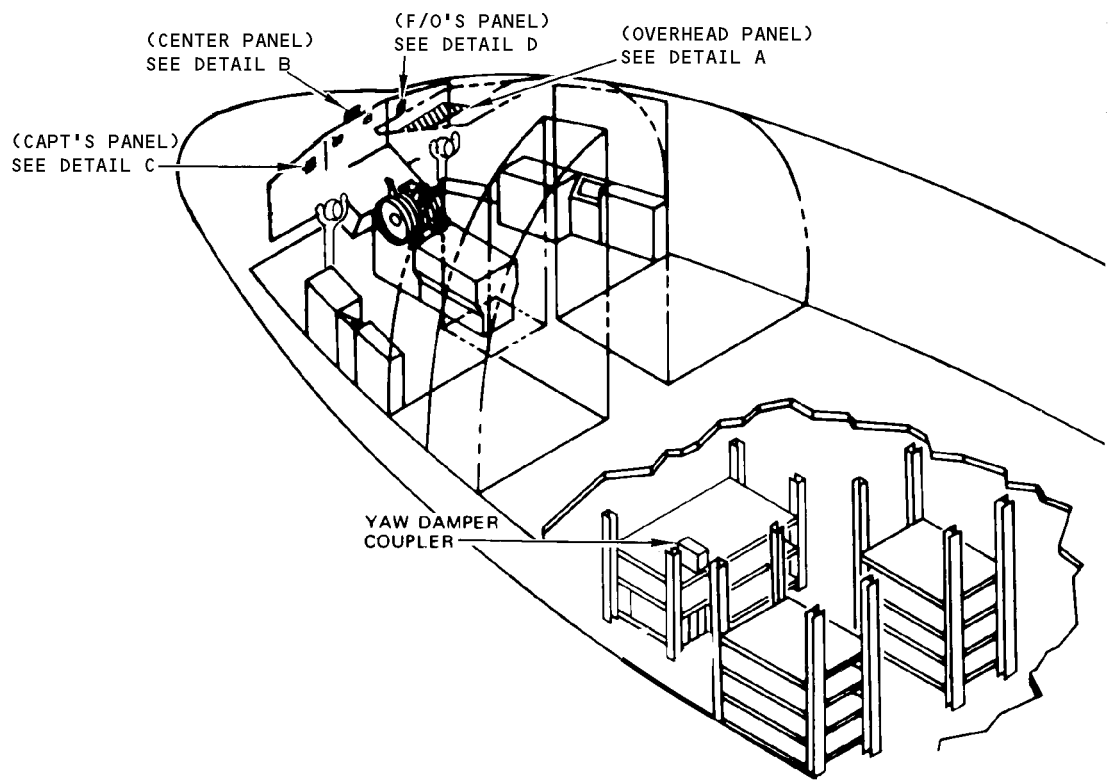 (F/O'S PANEL)
SEE DETAIL D
(CENTER PANEL)
SEE DETAIL B
(OVERHEAD PANEL)
SEE DETAIL A
(CAPT'S PANEL)
SEE DETAIL C
YAW DAMPER
COUPLER